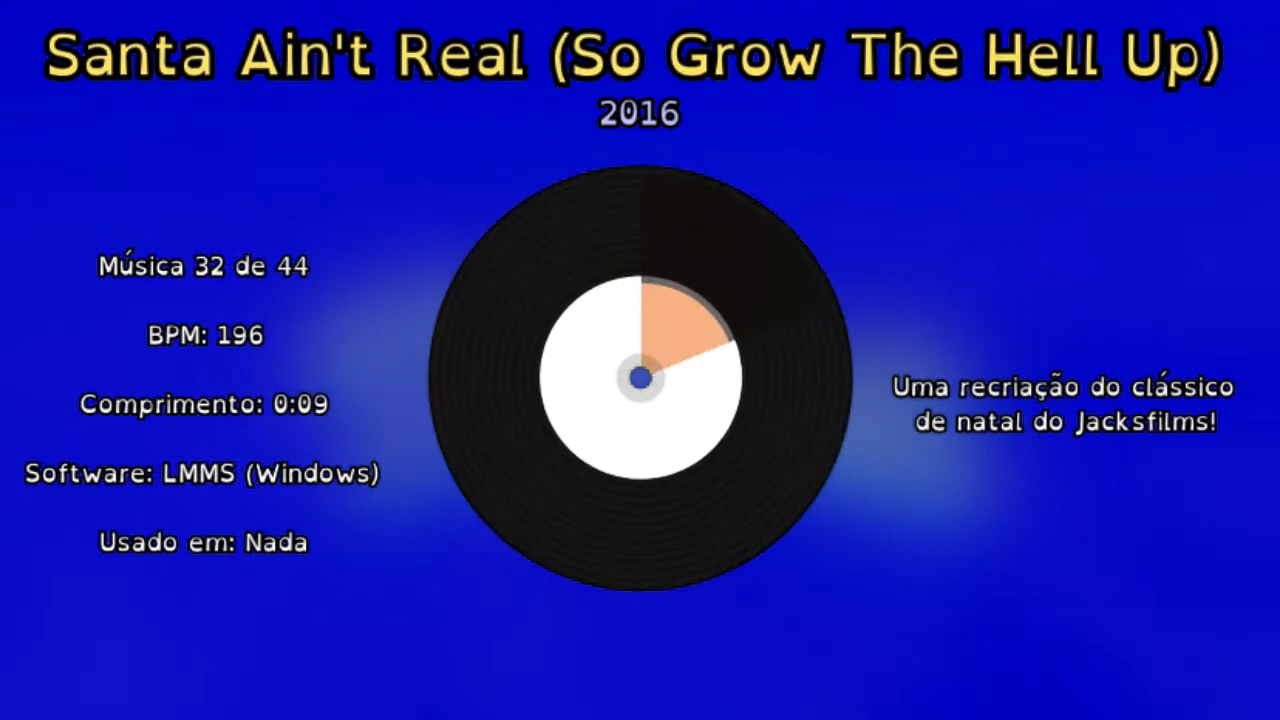 Santa Ain't Real (So Grow The Hell Up)
2016
Música 32 de 44
BPM: 196
Comprimento: 0:09
Software: LMMS (Windows)
Usado em: Nada
Uma recriação do clássico
de natal do Jacksfilms!